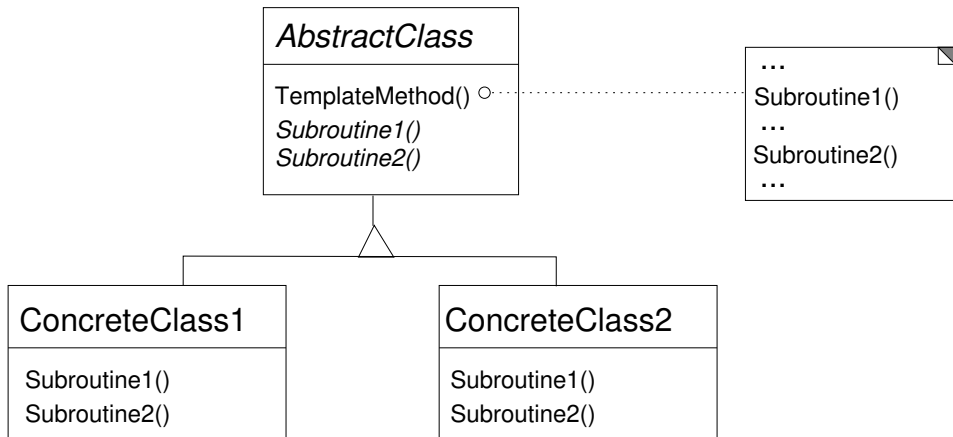 AbstractClass
TemplateMethod()
Subroutine1()
Subroutine2()
...
Subroutine1()
...
Subroutine2()
...
ConcreteClass1
Subroutine1()
Subroutine2()
ConcreteClass2
Subroutine1()
Subroutine2()